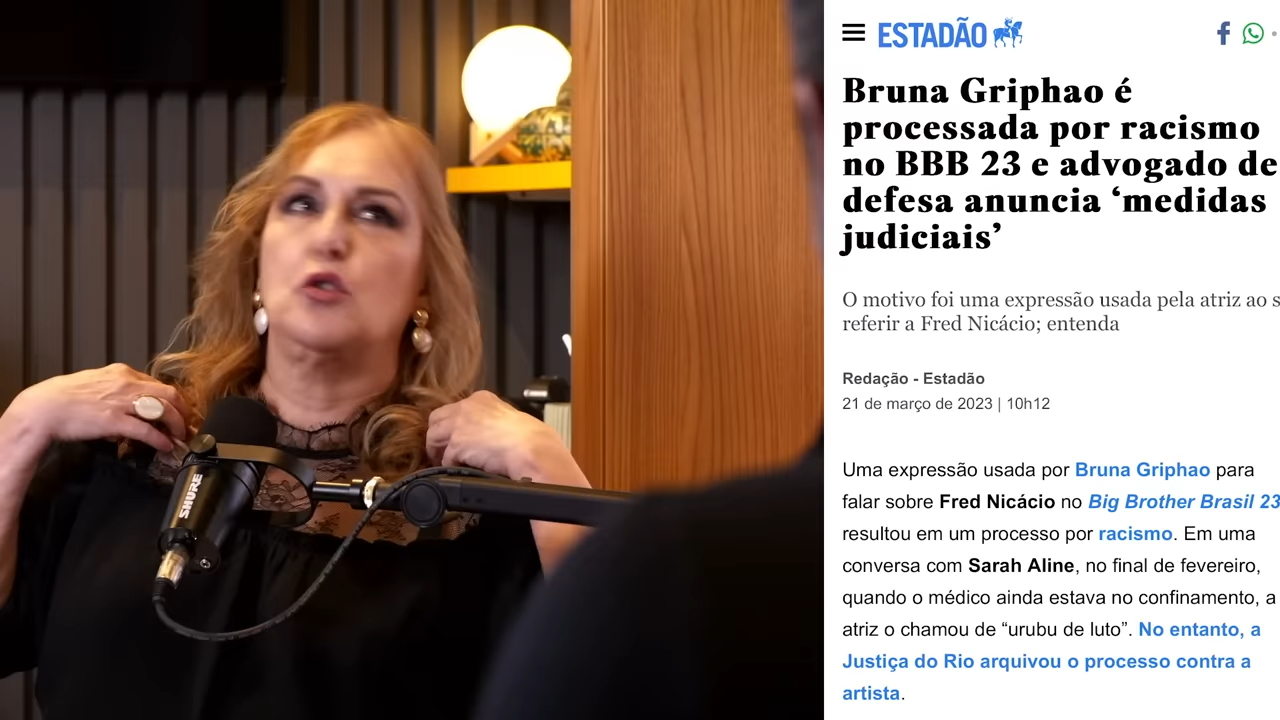 SHURE
ESTADÃO
Bruna Griphao é
processada por racismo
no BBB 23 e advogado de
defesa anuncia ‘medidas
judiciais’
O motivo foi uma expressão usada pela atriz ao s
referir a Fred Nicácio; entenda
Redação - Estadão
21 de março de 2023 | 10h12
Uma expressão usada por Bruna Griphao para
falar sobre Fred Nicácio no Big Brother Brasil 23
resultou em um processo por racismo. Em uma
conversa com Sarah Aline, no final de fevereiro,
quando o médico ainda estava no confinamento, a
atriz o chamou de “urubu de luto”. No entanto, a
Justiça do Rio arquivou o processo contra a
artista.